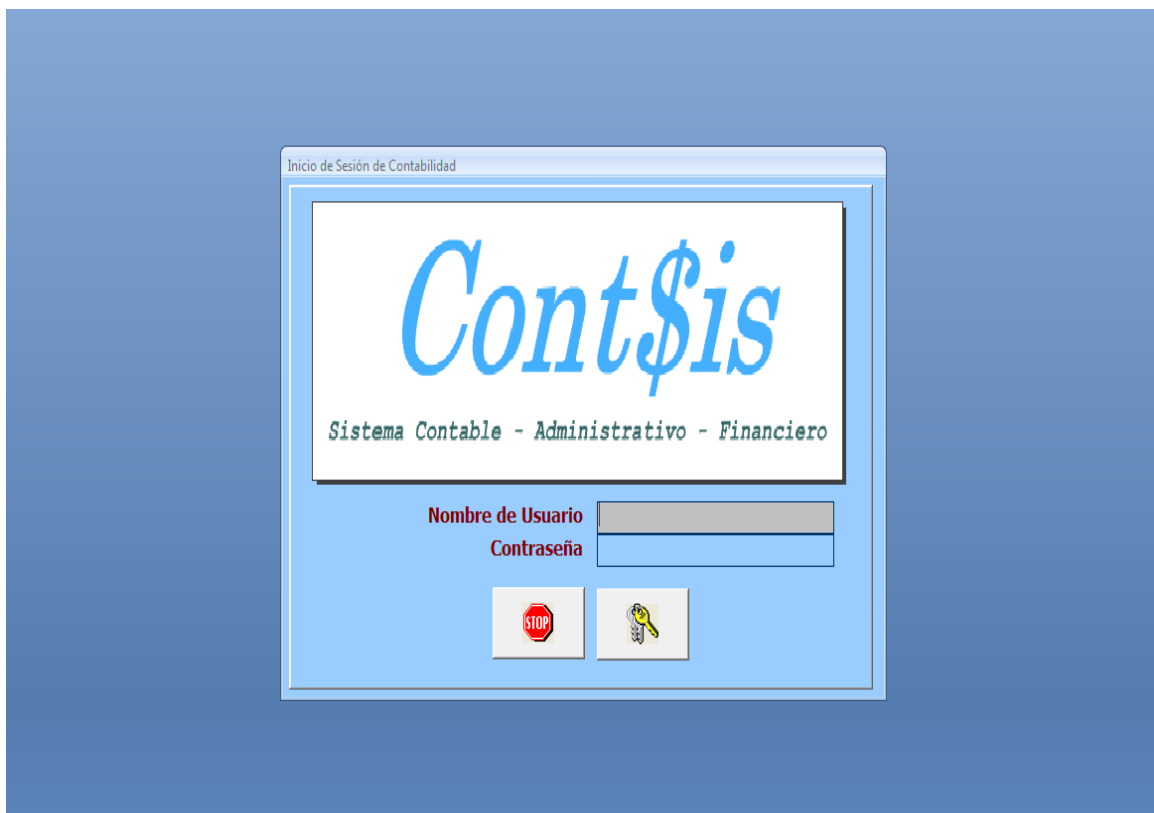 Inicio de Sesión de Contabilidad
Cont$is
Sistema Contable - Administrativo - Financiero
Nombre de Usuario
Contraseña
STOP